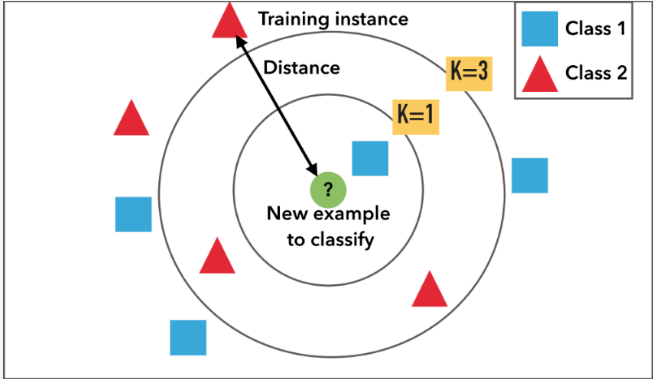 Training instance
Class 1
Distance
K=3
Class 2
K=1
?
New example
to classify